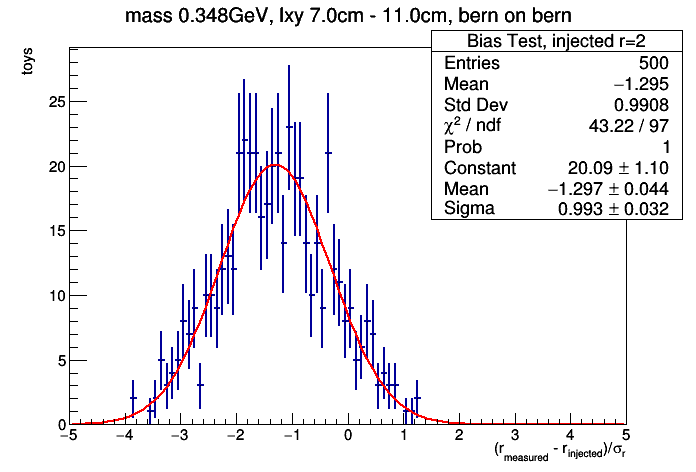 mass 0.348GeV, lxy 7.0cm - 11.0cm, bern on bern
toys
Bias Test, injected r=2
Entries 500
Mean −1.295
Std Dev 0.9908
χ² / ndf 43.22 / 97
Prob 1
Constant 20.09 ± 1.10
Mean −1.297 ± 0.044
Sigma 0.993 ± 0.032
25
20
15
10
5
0
−5 −4 −3 −2 −1 0 1 2 3 4 5
(r_measured - r_injected)/σ_r